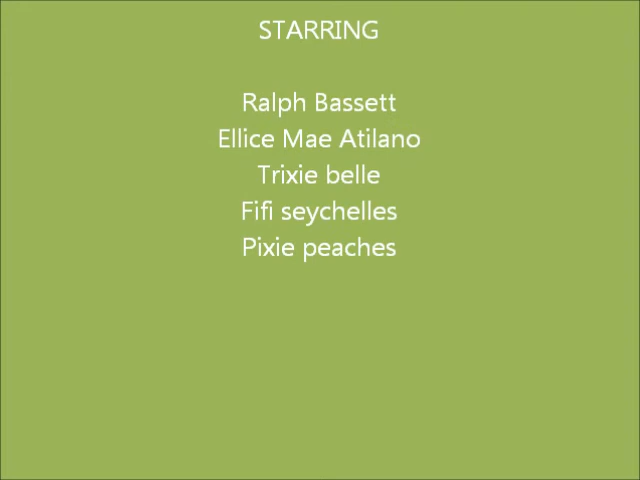 STARRING
Ralph Bassett
Ellice Mae Atilano
Trixie belle
Fifi seychelles
Pixie peaches